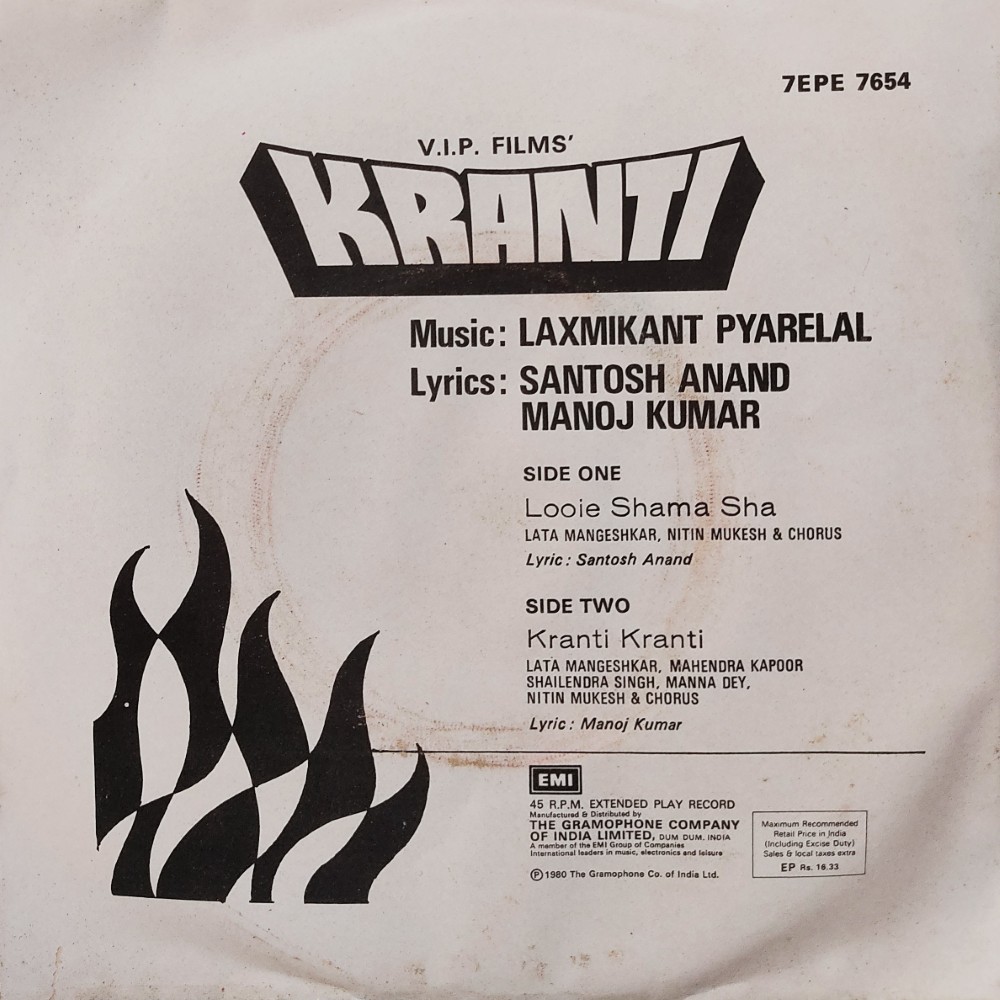 7EPE 7654
V.I.P. FILMS'
KRANTI
Music: LAXMIKANT PYARELAL
Lyrics: SANTOSH ANAND
MANOJ KUMAR
SIDE ONE
Looie Shama Sha
LATA MANGESHKAR, NITIN MUKESH & CHORUS
Lyric: Santosh Anand
SIDE TWO
Kranti Kranti
LATA MANGESHKAR, MAHENDRA KAPOOR
SHAILENDRA SINGH, MANNA DEY,
NITIN MUKESH & CHORUS
Lyric: Manoj Kumar
EMI
45 R.P.M. EXTENDED PLAY RECORD
Manufactured & Distributed by
THE GRAMOPHONE COMPANY
OF INDIA LIMITED, DUM DUM, INDIA
A member of the EMI Group of Companies
International leaders in music, electronics and leisure
℗ 1980 The Gramophone Co. of India Ltd.
Maximum Recommended
Retail Price in India
(Including Excise Duty)
Sales & local taxes extra
EP Rs. 16.33